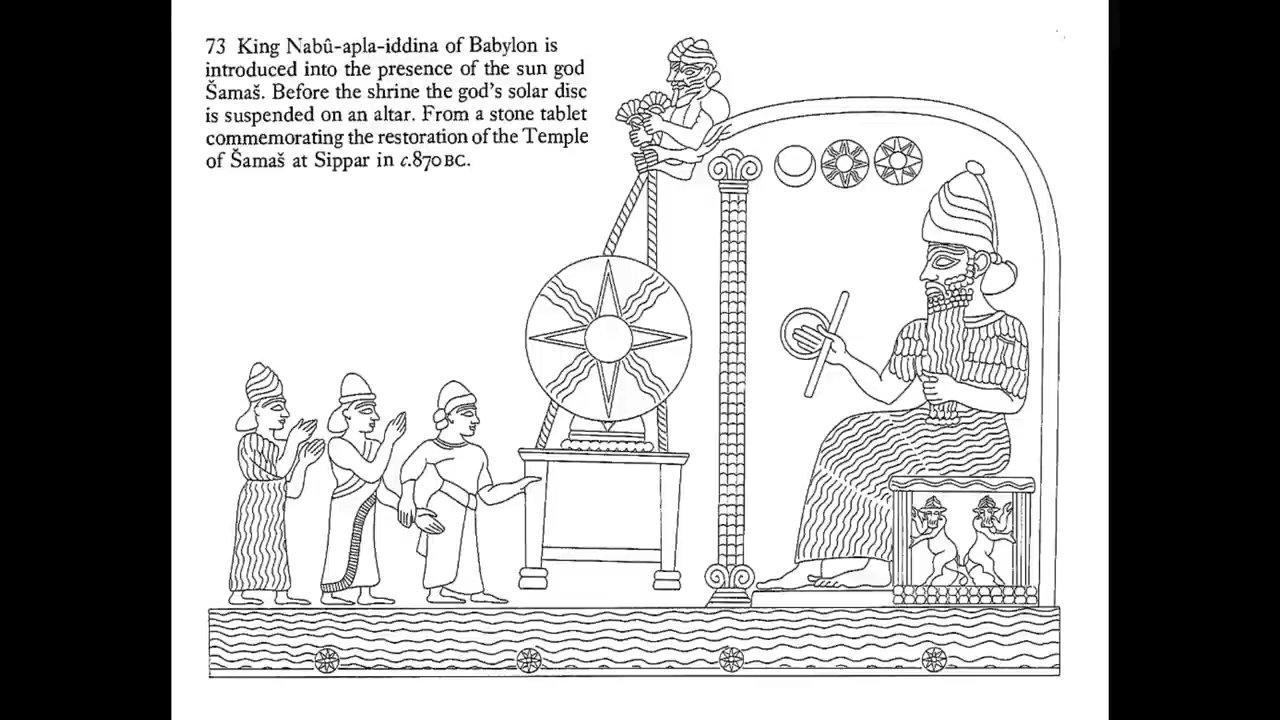 73 King Nabû-apla-iddina of Babylon is
introduced into the presence of the sun god
Šamaš. Before the shrine the god's solar disc
is suspended on an altar. From a stone tablet
commemorating the restoration of the Temple
of Šamaš at Sippar in c.870 BC.